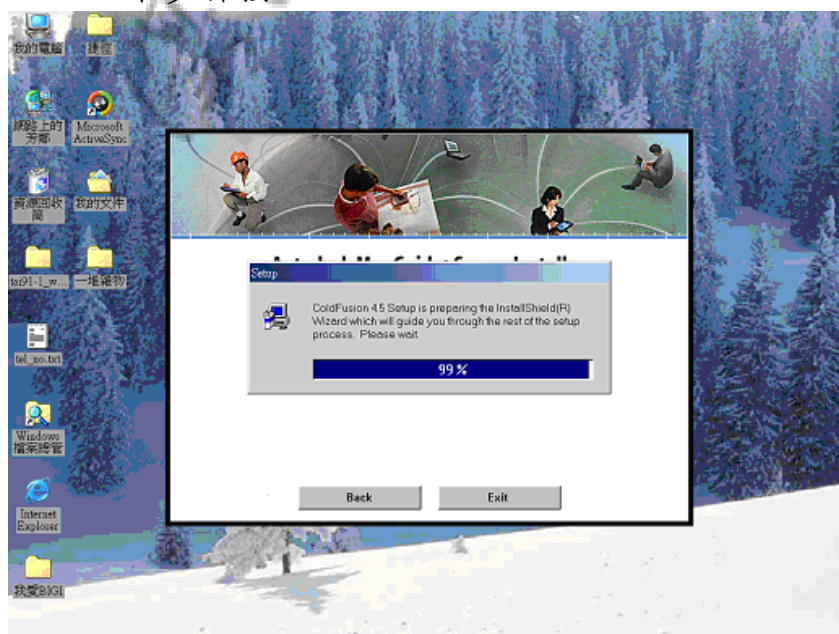 我的電腦
捷徑
網路上的
芳鄰
Microsoft
ActiveSync
資源回收
筒
我的文件
tai91-1_w...
一堆雜物
tel_no.txt
Windows
檔案總管
Internet
Explorer
我愛BIGI
Setup
ColdFusion 4.5 Setup is preparing the InstallShield(R)
Wizard which will guide you through the rest of the setup
process. Please wait.
99 %
Back
Exit